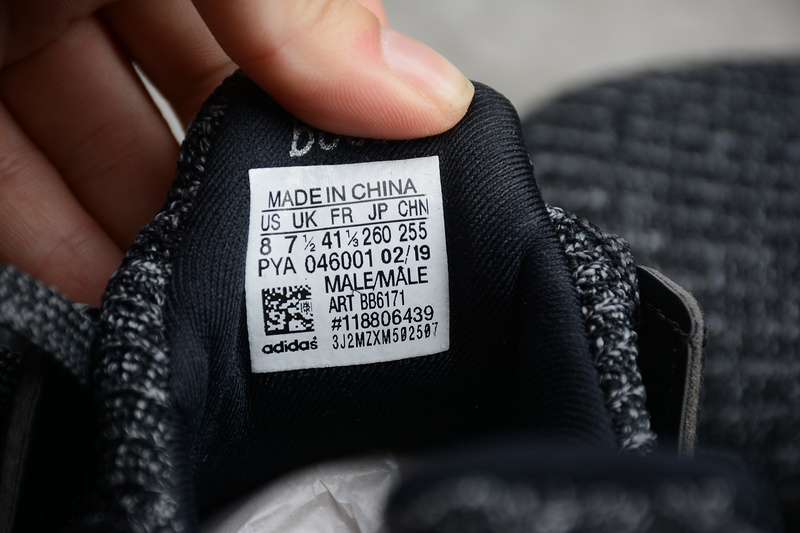 MADE IN CHINA
US UK FR JP CHN
8 7½ 41⅓ 260 255
PYA 046001 02/19
MALE/MÂLE
ART BB6171
#118806439
adidas 3J2MZXM502507